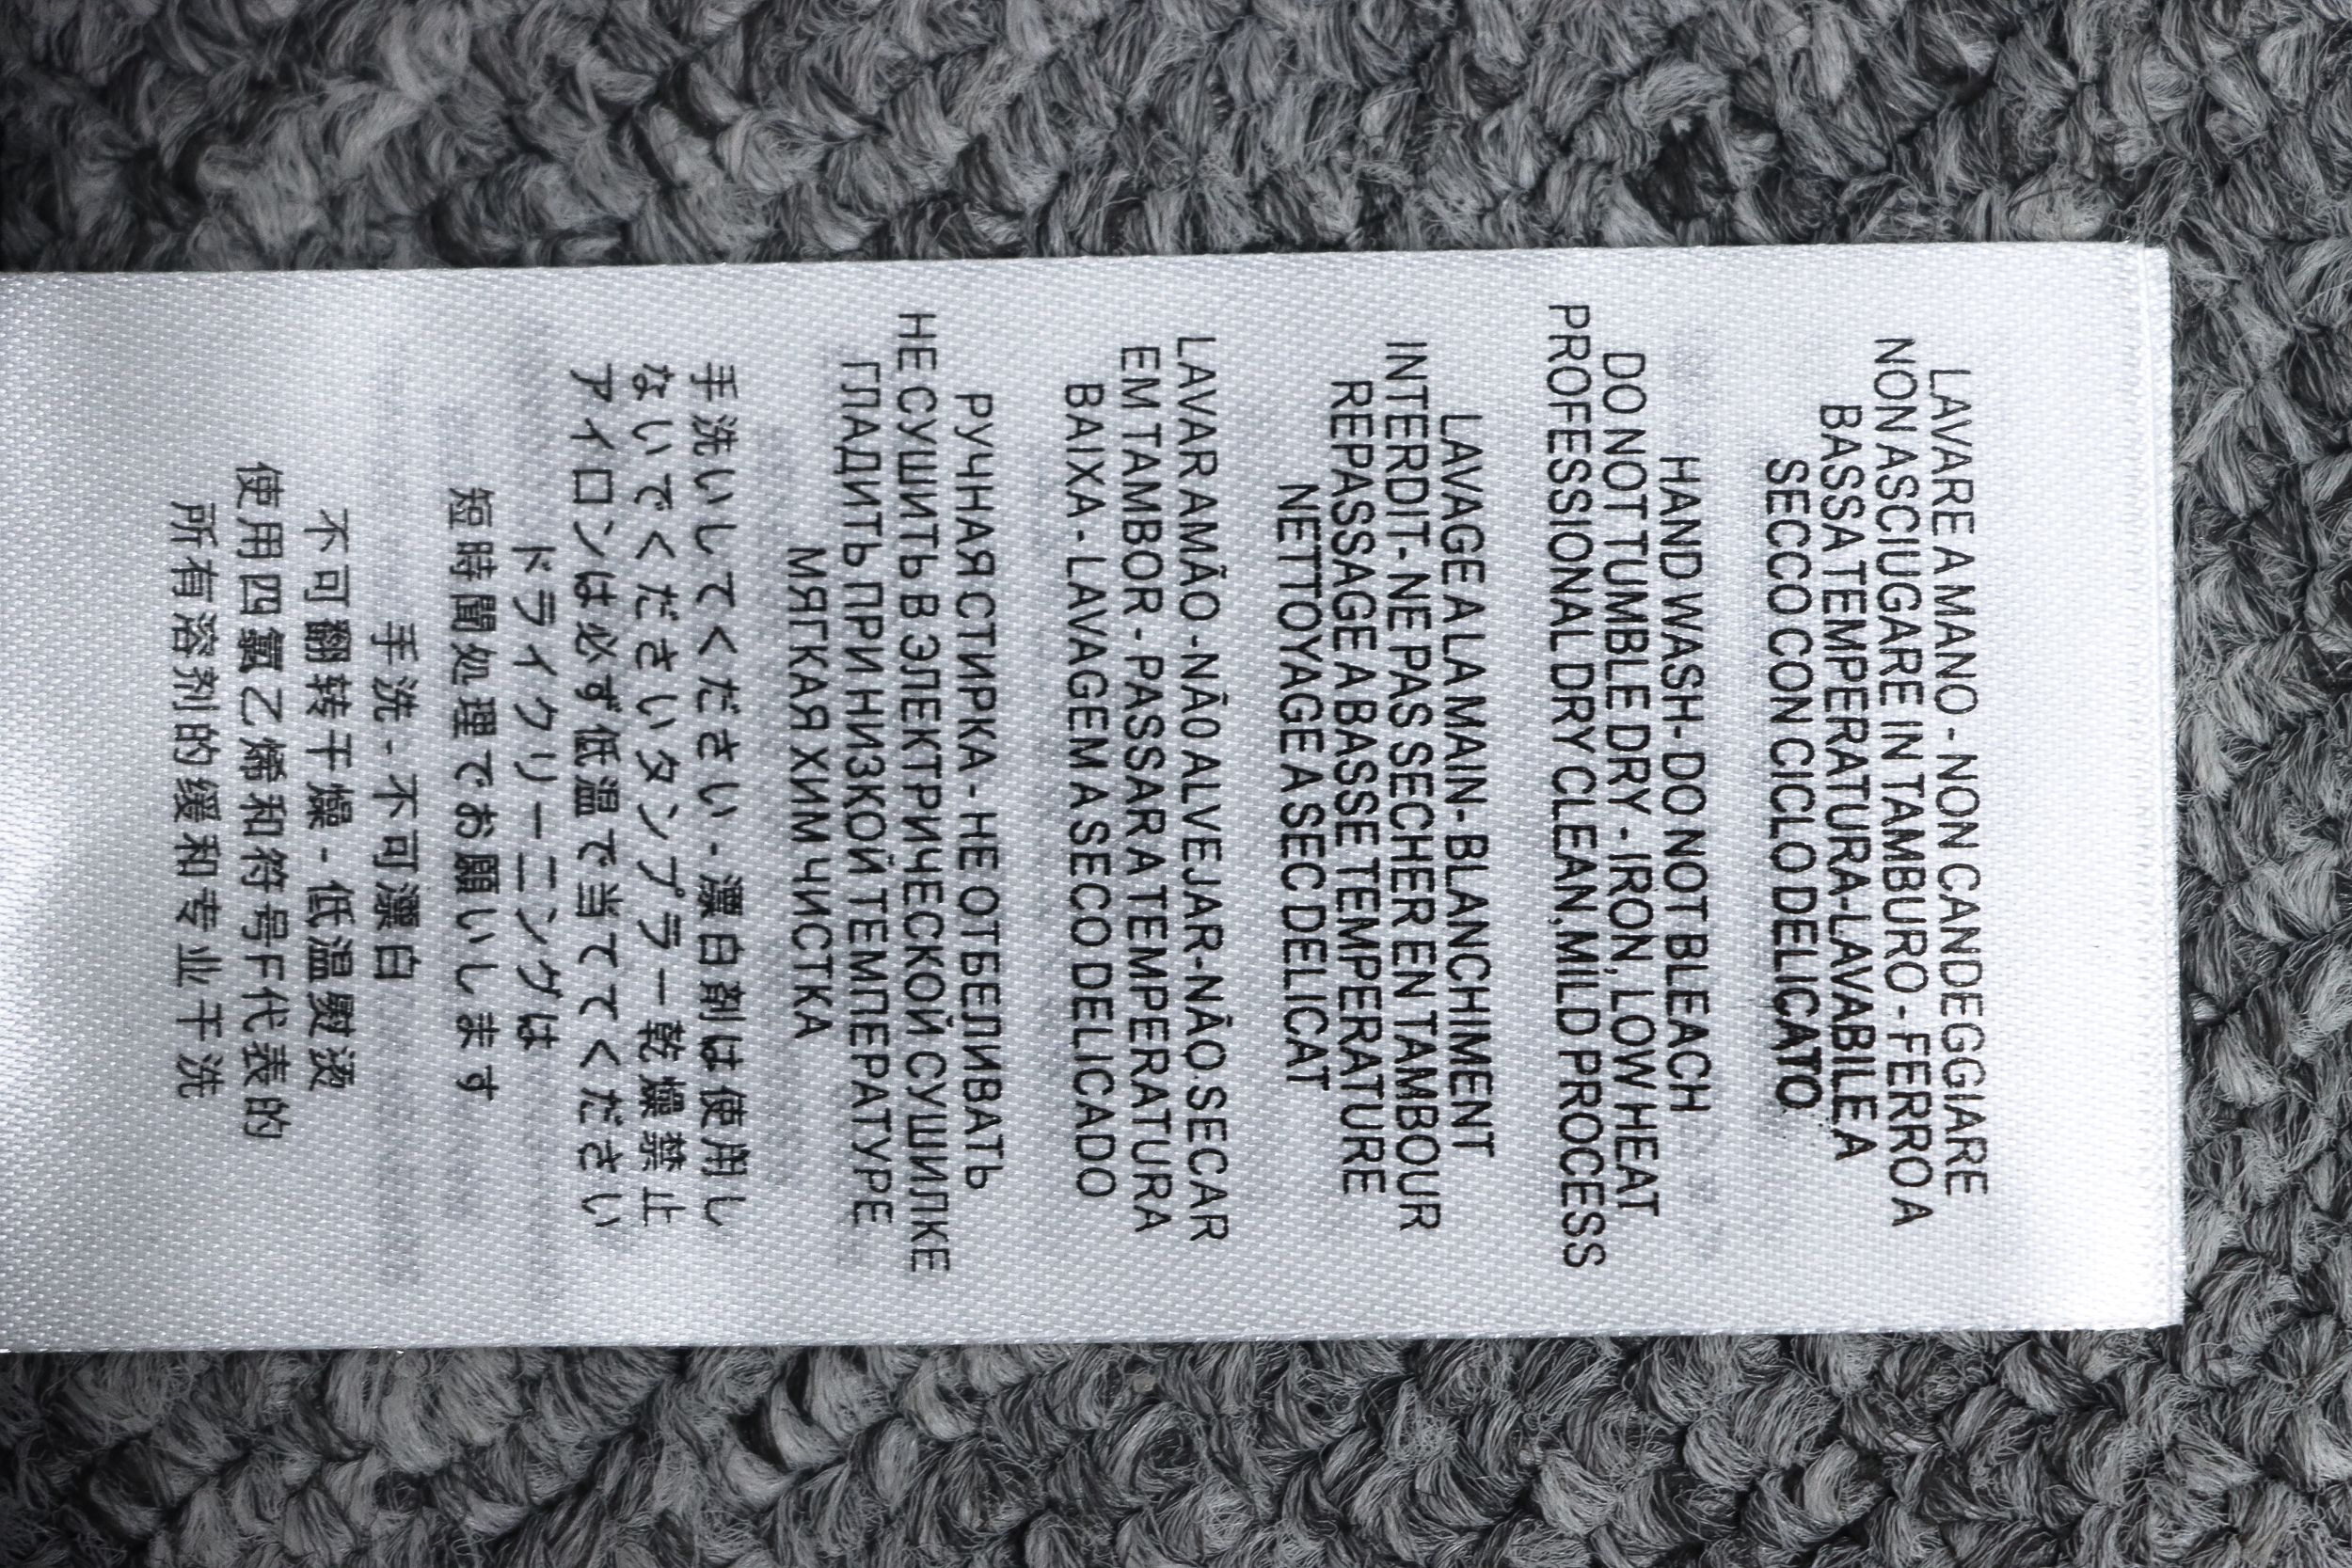 LAVARE A MANO - NON CANDEGGIARE
NON ASCIUGARE IN TAMBURO - FERRO A
BASSA TEMPERATURA-LAVABILE A
SECCO CON CICLO DELICATO
HAND WASH - DO NOT BLEACH
DO NOT TUMBLE DRY - IRON, LOW HEAT
PROFESSIONAL DRY CLEAN, MILD PROCESS
LAVAGE A LA MAIN - BLANCHIMENT
INTERDIT- NE PAS SECHER EN TAMBOUR
REPASSAGE A BASSE TEMPERATURE
NETTOYAGE A SEC DELICAT
LAVAR A MÃO -NÃ0 ALVEJAR-NÃO SECAR
EM TAMBOR - PASSAR A TEMPERATURA
BAIXA - LAVAGEM A SECO DELICADO
РУЧНАЯ СТИРКА - НЕ ОТБЕЛИВАТЬ
НЕ СУШИТЬ В ЭЛЕКТРИЧЕСКОЙ СУШИЛКЕ
ГЛАДИТЬ ПРИ НИЗКОЙ ТЕМПЕРАТУРЕ
МЯГКАЯ ХИМ ЧИСТКА
手洗いしてください - 漂白剤は使用し
ないでくださいタンプラー乾燥禁止
アイロンは必ず低温で当ててください
ドライクリーニングは
短時間処理でお願いします
手洗 - 不可漂白
不可翻转干燥 - 低温熨烫
使用四氯乙烯和符号F代表的
所有溶剂的缓和专业干洗